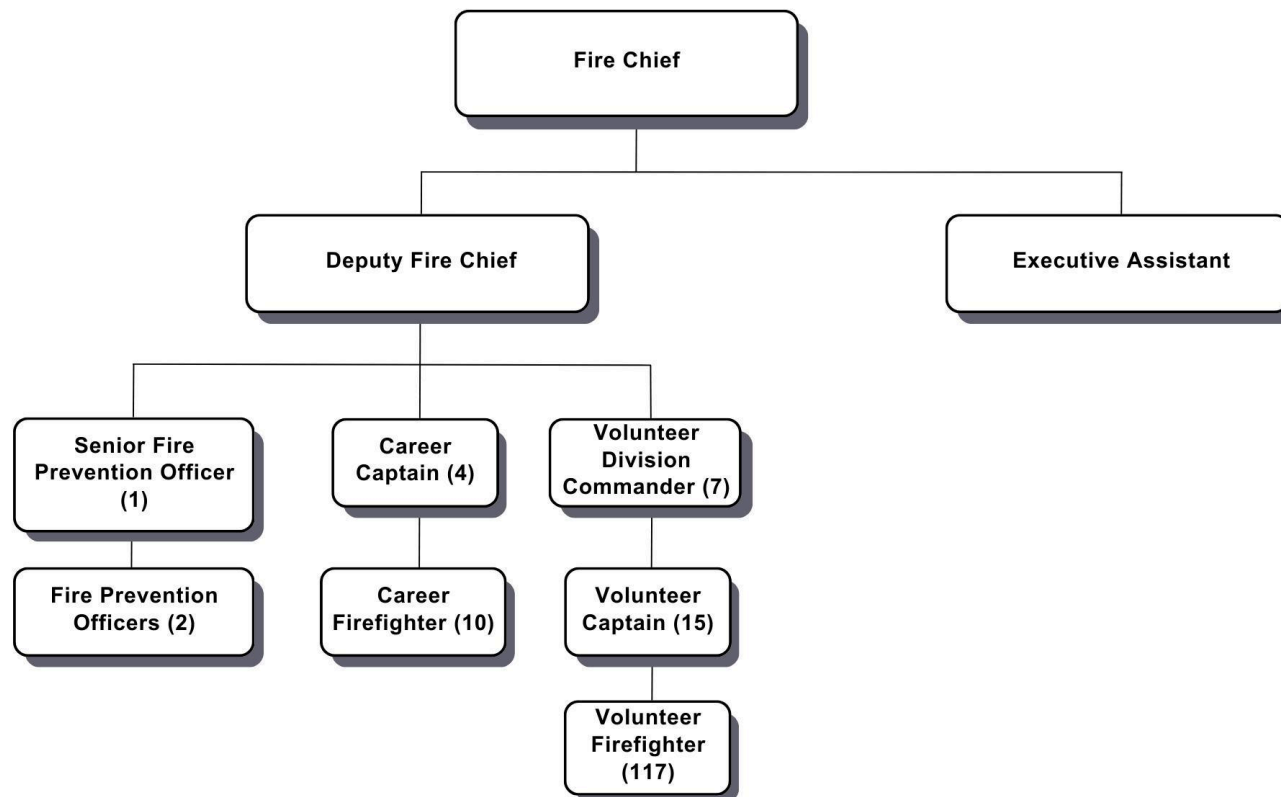 Fire Chief
Deputy Fire Chief
Executive Assistant
Senior Fire
Prevention Officer
(1)
Career
Captain (4)
Volunteer
Division
Commander (7)
Fire Prevention
Officers (2)
Career
Firefighter (10)
Volunteer
Captain (15)
Volunteer
Firefighter
(117)